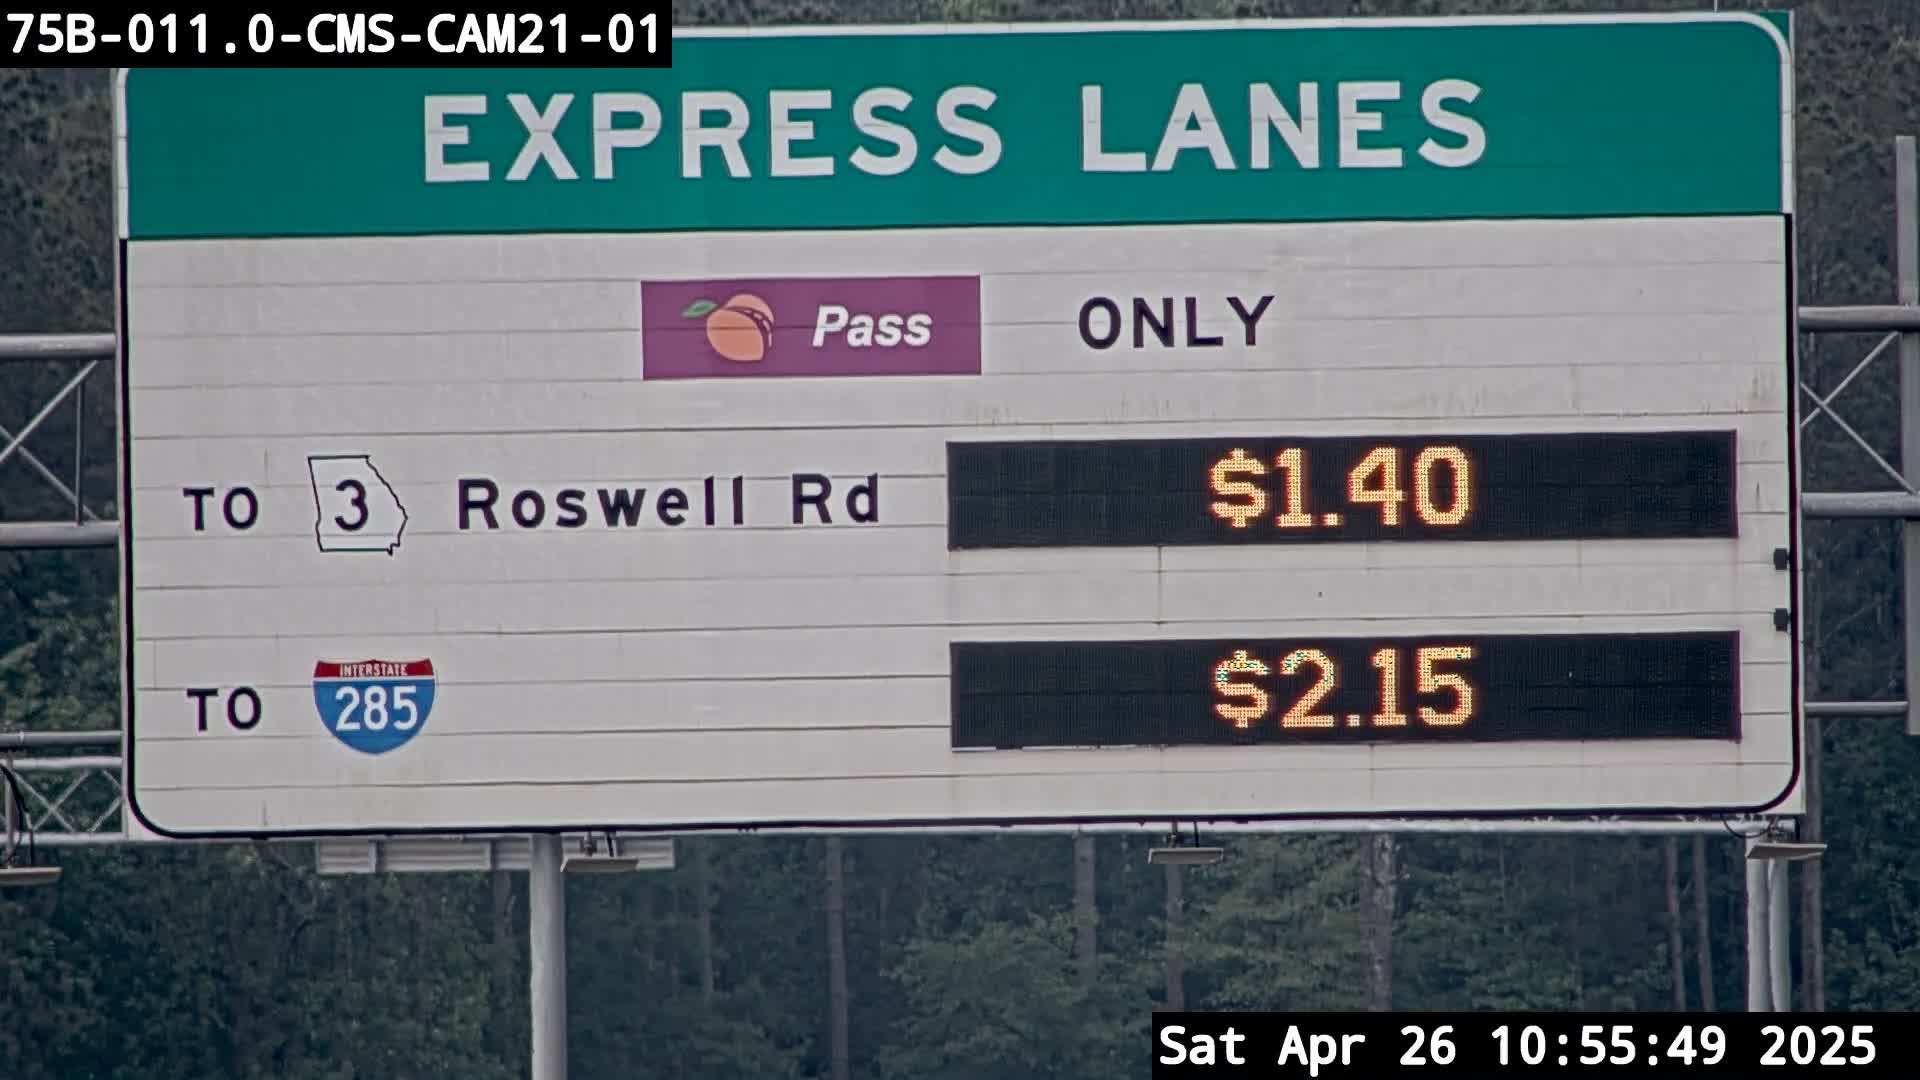 75B-011.0-CMS-CAM21-01
EXPRESS LANES
Pass ONLY
TO 3 Roswell Rd $1.40
INTERSTATE
TO 285 $2.15
Sat Apr 26 10:55:49 2025